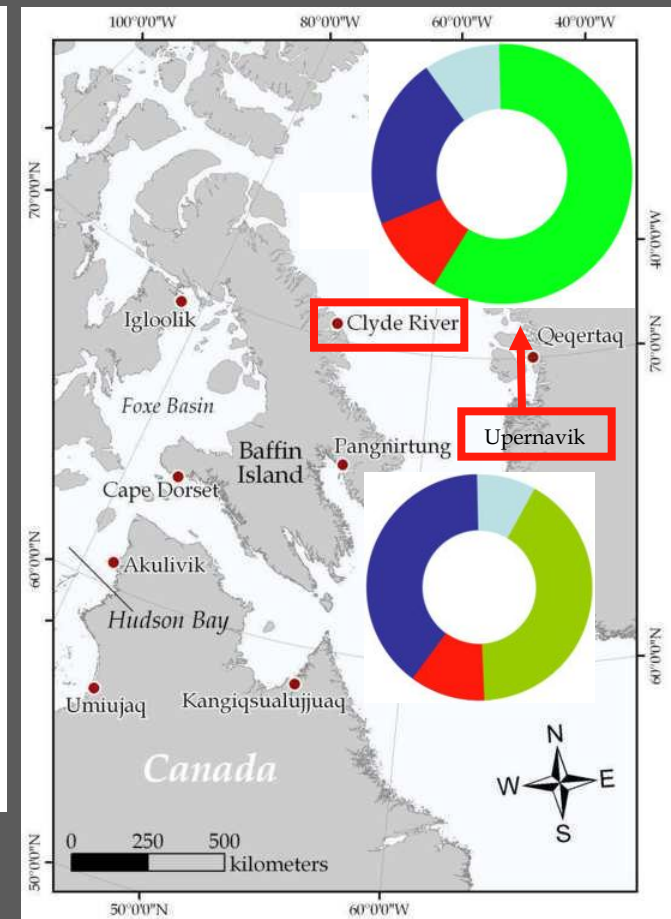 100°0'0"W
80°0'0"W
60°0'0"W
40°0'0"W
70°0'0"N
40°0'0"W
Igloolik
Clyde River
Qeqertaq
70°0'0"N
Foxe Basin
Baffin
Island
Pangnirtung
Upernavik
Cape Dorset
60°0'0"N
Akulivik
Hudson Bay
60°0'0"N
Umiujaq
Kangiqsualujjuaq
Canada
N
W
E
S
0 250 500
kilometers
50°0'0"N
50°0'0"N
60°0'0"W